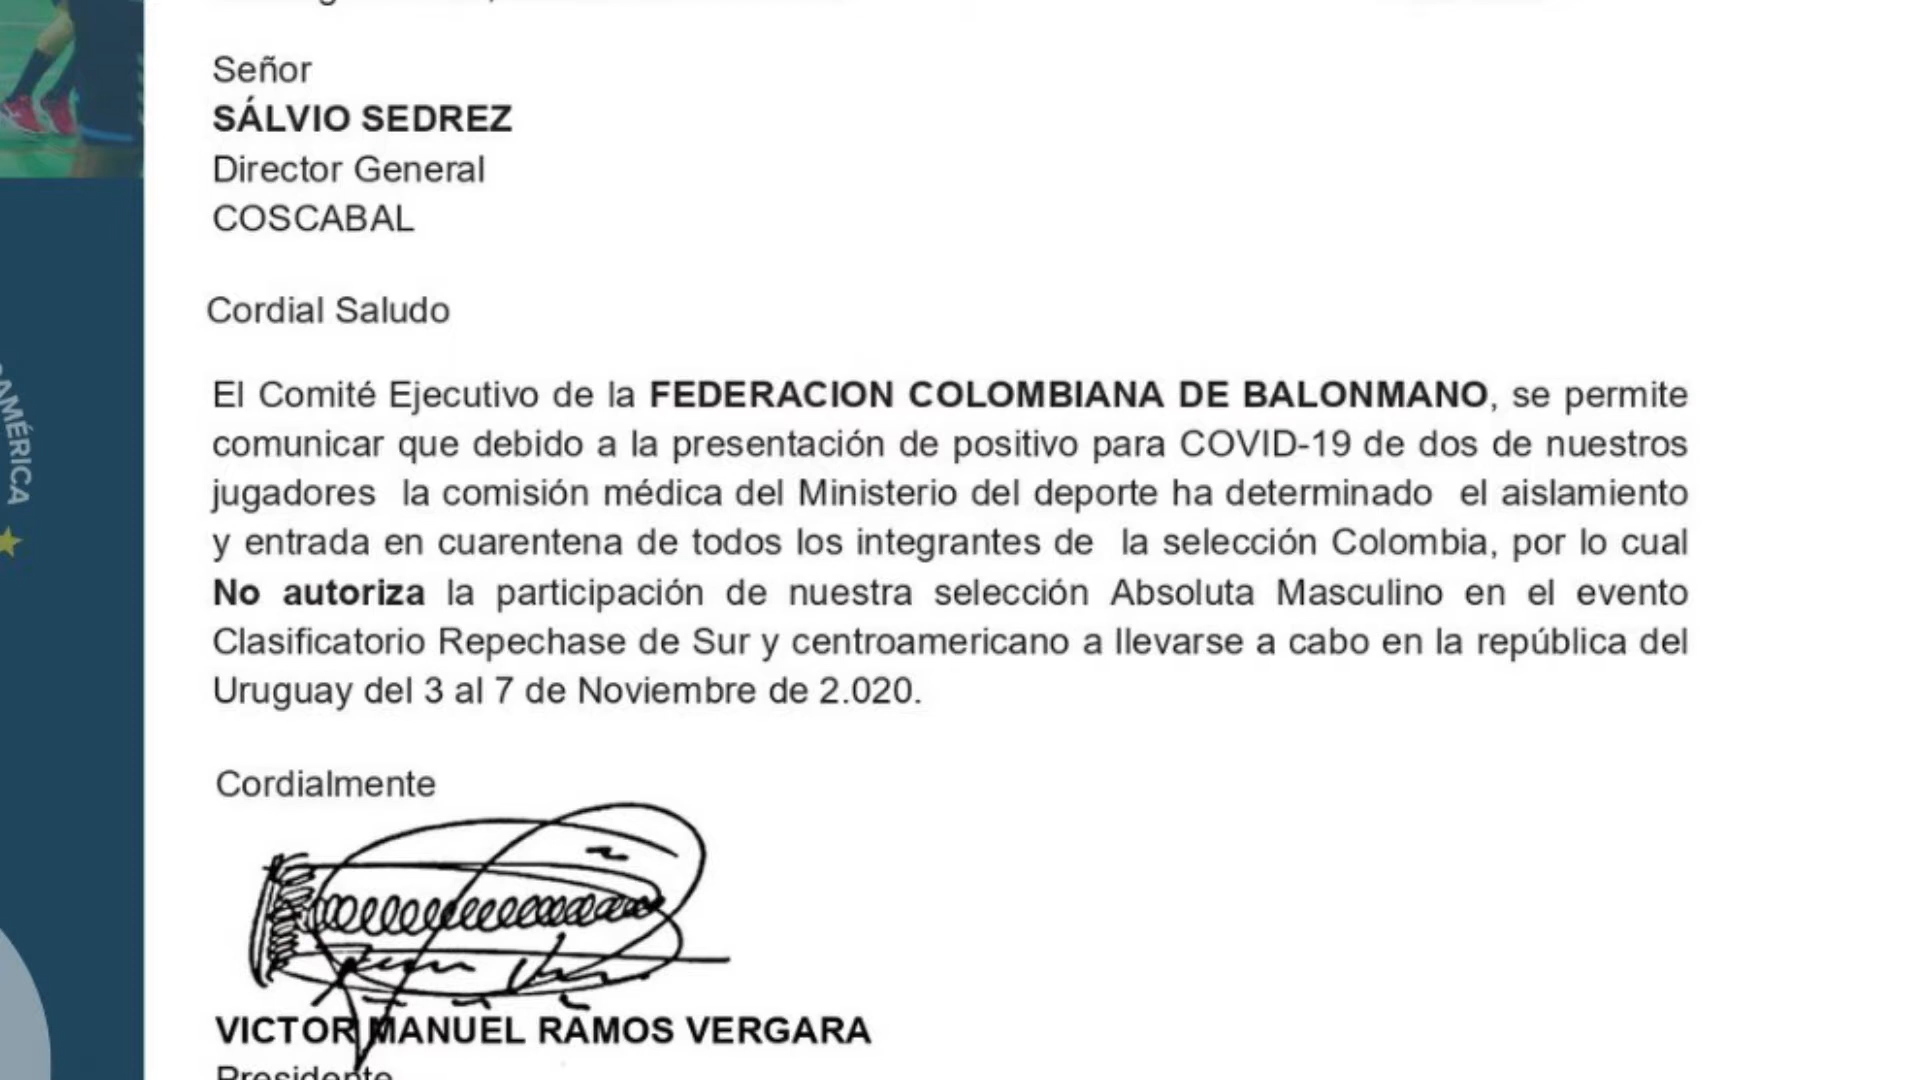 Señor
SÁLVIO SEDREZ
Director General
COSCABAL
Cordial Saludo
El Comité Ejecutivo de la FEDERACION COLOMBIANA DE BALONMANO, se permite
comunicar que debido a la presentación de positivo para COVID-19 de dos de nuestros
jugadores la comisión médica del Ministerio del deporte ha determinado el aislamiento
y entrada en cuarentena de todos los integrantes de la selección Colombia, por lo cual
No autoriza la participación de nuestra selección Absoluta Masculino en el evento
Clasificatorio Repechase de Sur y centroamericano a llevarse a cabo en la república del
Uruguay del 3 al 7 de Noviembre de 2.020.
Cordialmente
VICTOR MANUEL RAMOS VERGARA
Presidente
AMÉRICA